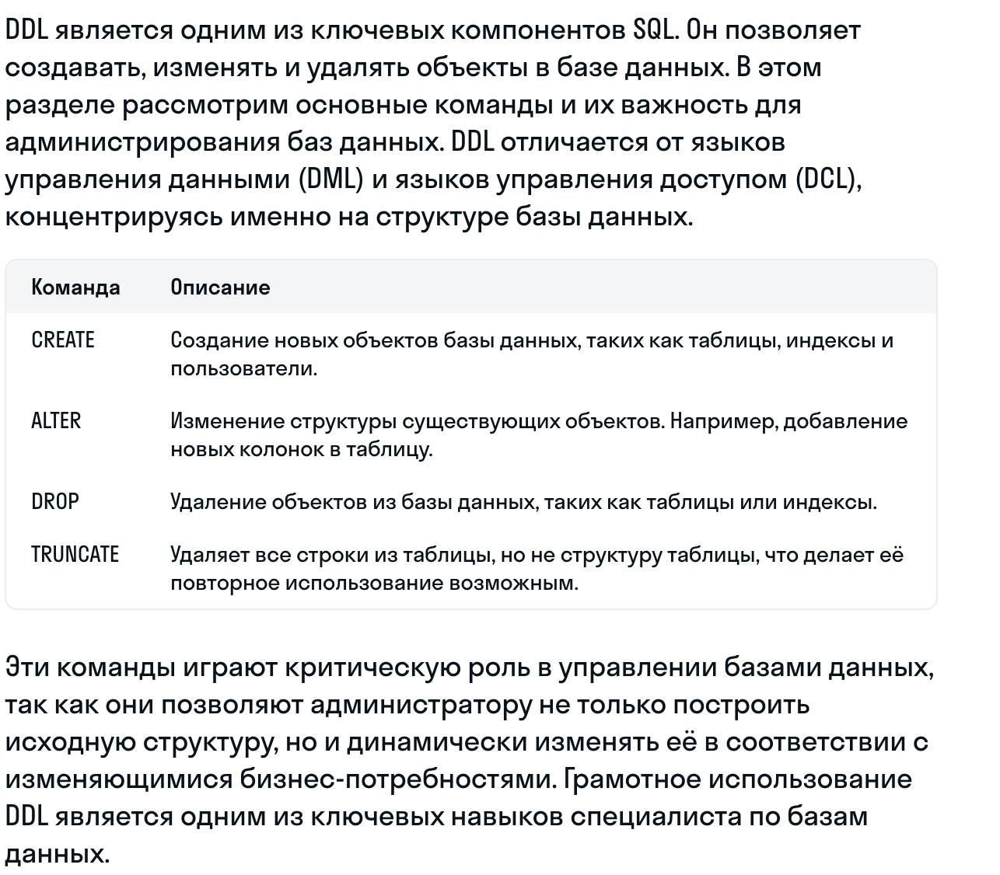 DDL является одним из ключевых компонентов SQL. Он позволяет
создавать, изменять и удалять объекты в базе данных. В этом
разделе рассмотрим основные команды и их важность для
администрирования баз данных. DDL отличается от языков
управления данными (DML) и языков управления доступом (DCL),
концентрируясь именно на структуре базы данных.
Команда Описание
CREATE Создание новых объектов базы данных, таких как таблицы, индексы и
пользователи.
ALTER Изменение структуры существующих объектов. Например, добавление
новых колонок в таблицу.
DROP Удаление объектов из базы данных, таких как таблицы или индексы.
TRUNCATE Удаляет все строки из таблицы, но не структуру таблицы, что делает её
повторное использование возможным.
Эти команды играют критическую роль в управлении базами данных,
так как они позволяют администратору не только построить
исходную структуру, но и динамически изменять её в соответствии с
изменяющимися бизнес-потребностями. Грамотное использование
DDL является одним из ключевых навыков специалиста по базам
данных.